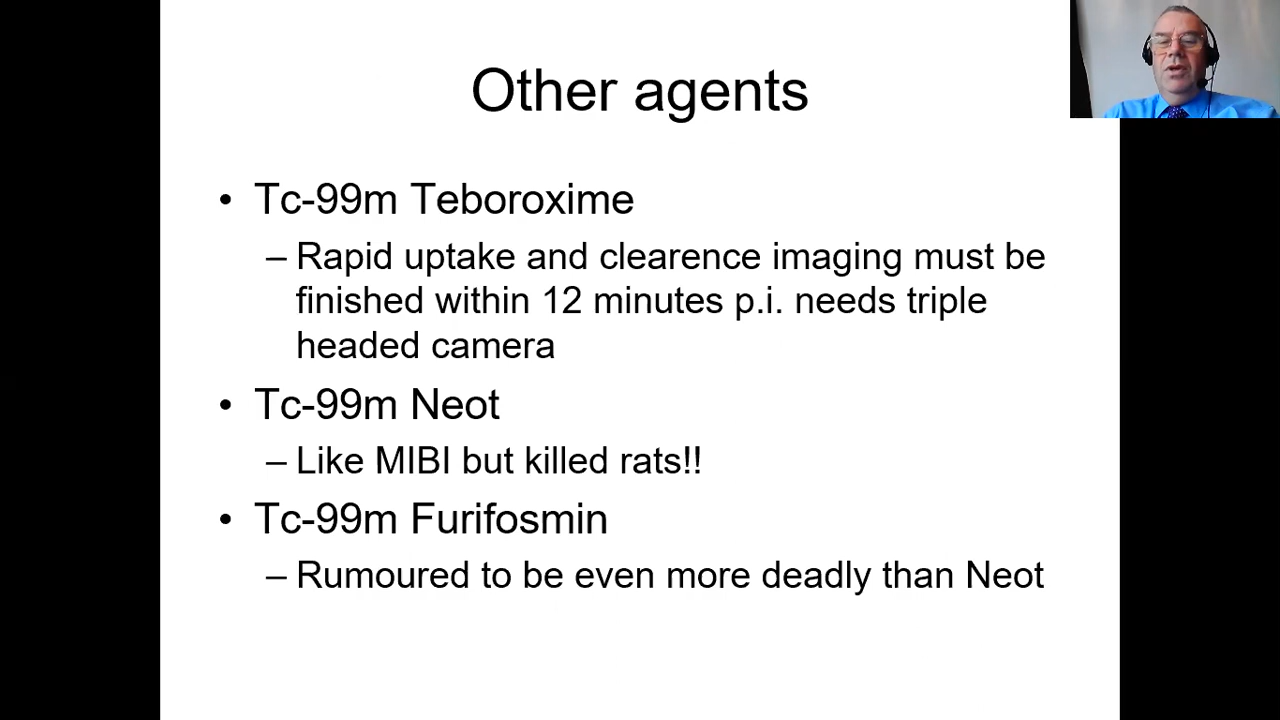 Other agents
• Tc-99m Teboroxime
– Rapid uptake and clearence imaging must be
finished within 12 minutes p.i. needs triple
headed camera
• Tc-99m Neot
– Like MIBI but killed rats!!
• Tc-99m Furifosmin
– Rumoured to be even more deadly than Neot